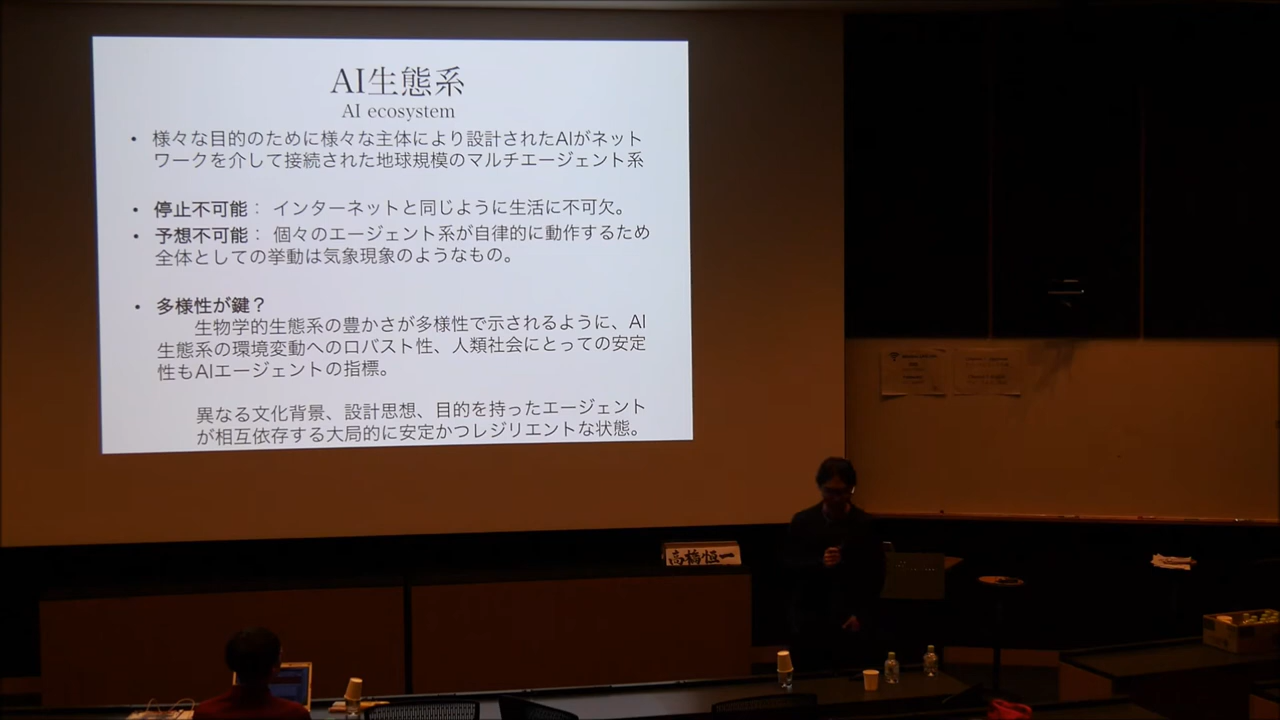 AI生態系
AI ecosystem
• 様々な目的のために様々な主体により設計されたAIがネット
ワークを介して接続された地球規模のマルチエージェント系
• 停止不可能： インターネットと同じように生活に不可欠。
• 予想不可能： 個々のエージェント系が自律的に動作するため
全体としての挙動は気象現象のようなもの。
• 多様性が鍵？
生物学的生態系の豊かさが多様性で示されるように、AI
生態系の環境変動へのロバスト性、人類社会にとっての安定
性もAIエージェントの指標。
異なる文化背景、設計思想、目的を持ったエージェント
が相互依存する大局的に安定かつレジリエントな状態。
高橋恒一